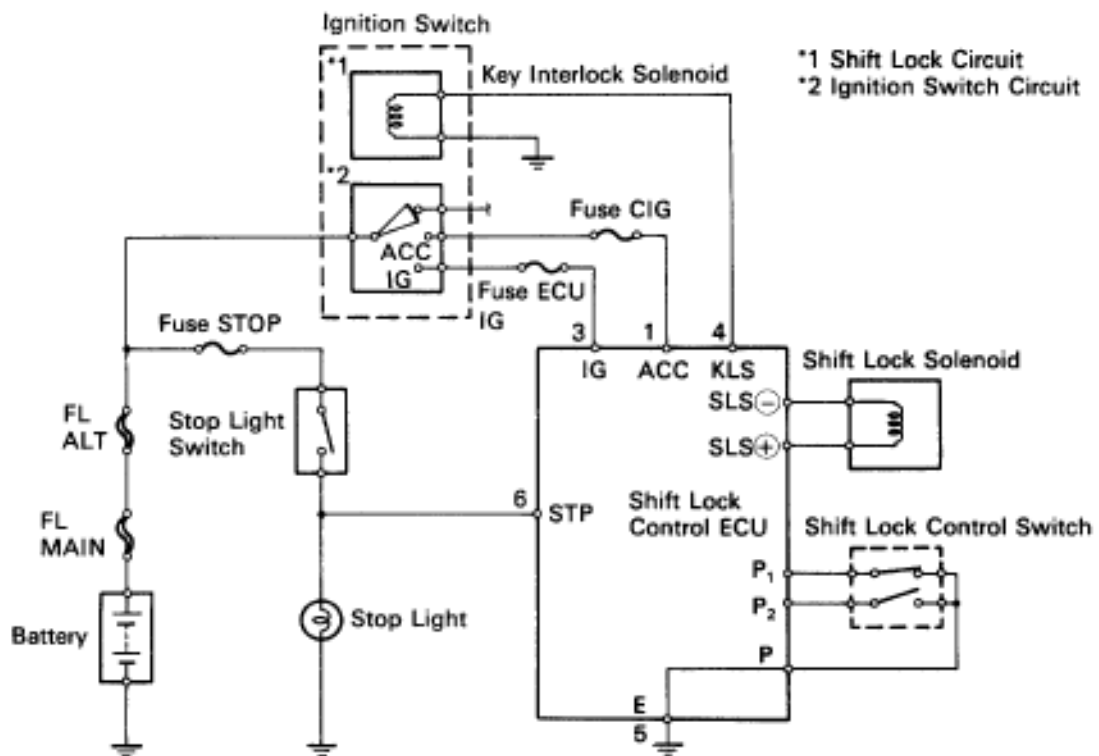 Ignition Switch
*1
Key Interlock Solenoid
*1 Shift Lock Circuit
*2 Ignition Switch Circuit
*2
ACC
IG
Fuse CIG
Fuse ECU
IG
Fuse STOP
3
1
4
IG
ACC
KLS
Shift Lock Solenoid
SLS⊖
SLS⊕
FL
ALT
Stop Light
Switch
6
STP
Shift Lock
Control ECU
Shift Lock Control Switch
FL
MAIN
P₁
P₂
P
Battery
Stop Light
E
5